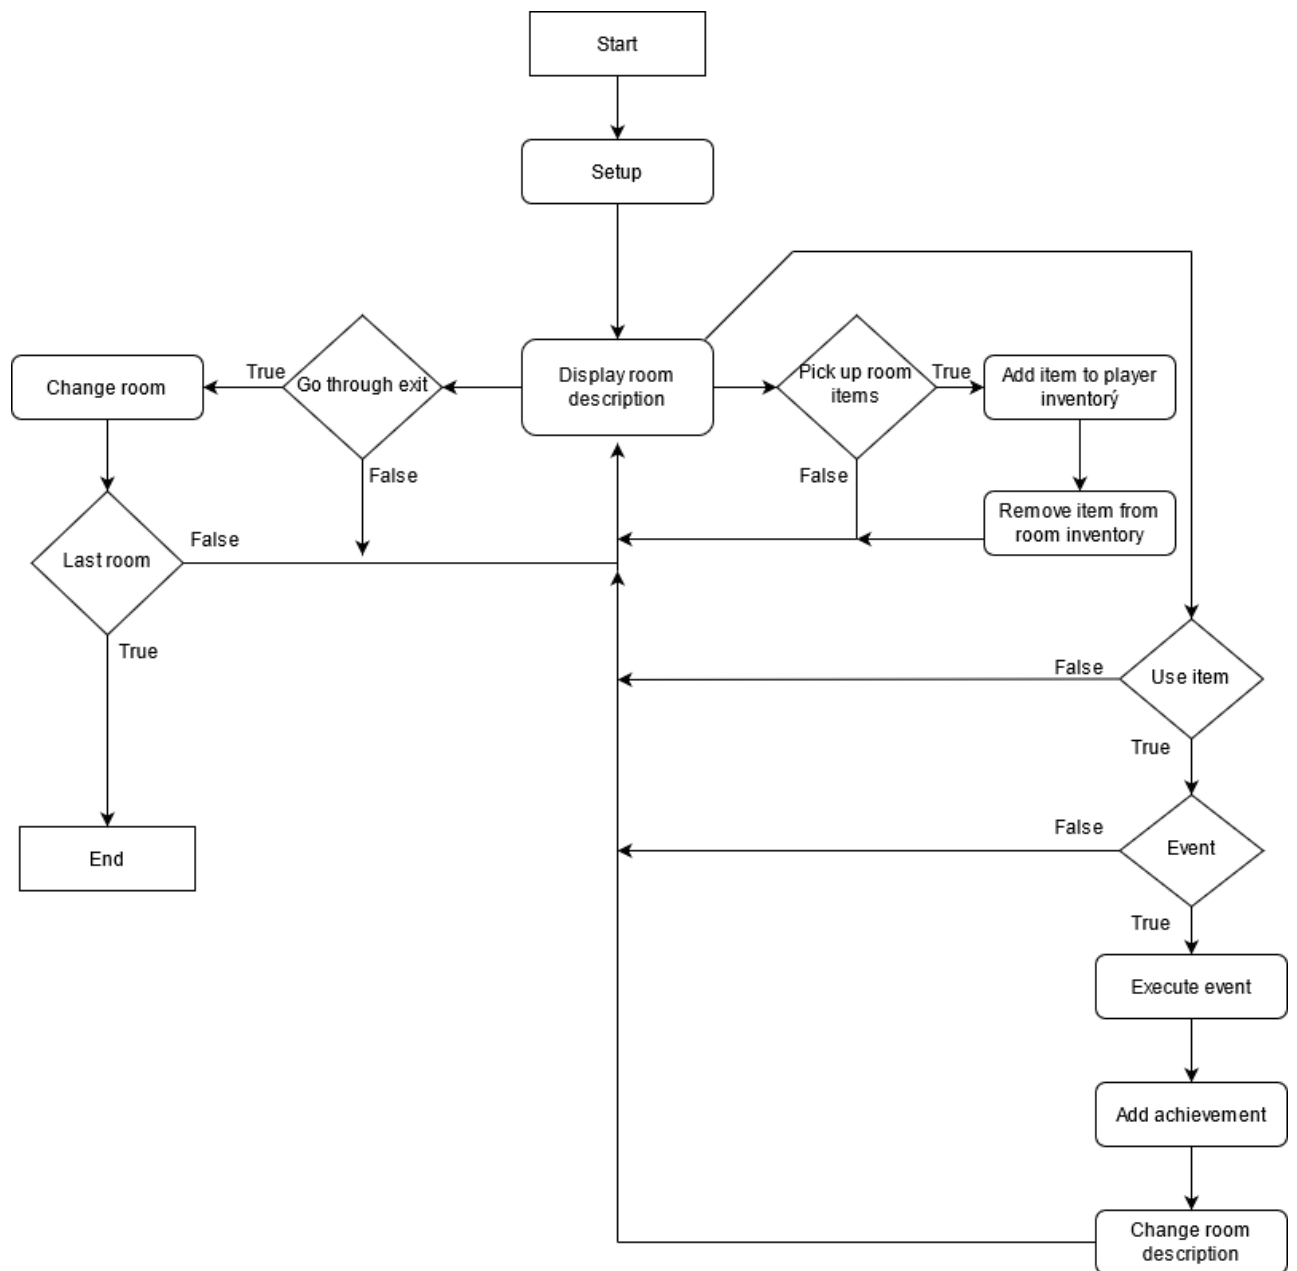 Start
Setup
Display room
description
Go through exit
True
False
Change room
Last room
False
True
End
Pick up room
items
True
False
Add item to player
inventorý
Remove item from
room inventory
Use item
False
True
Event
False
True
Execute event
Add achievement
Change room
description